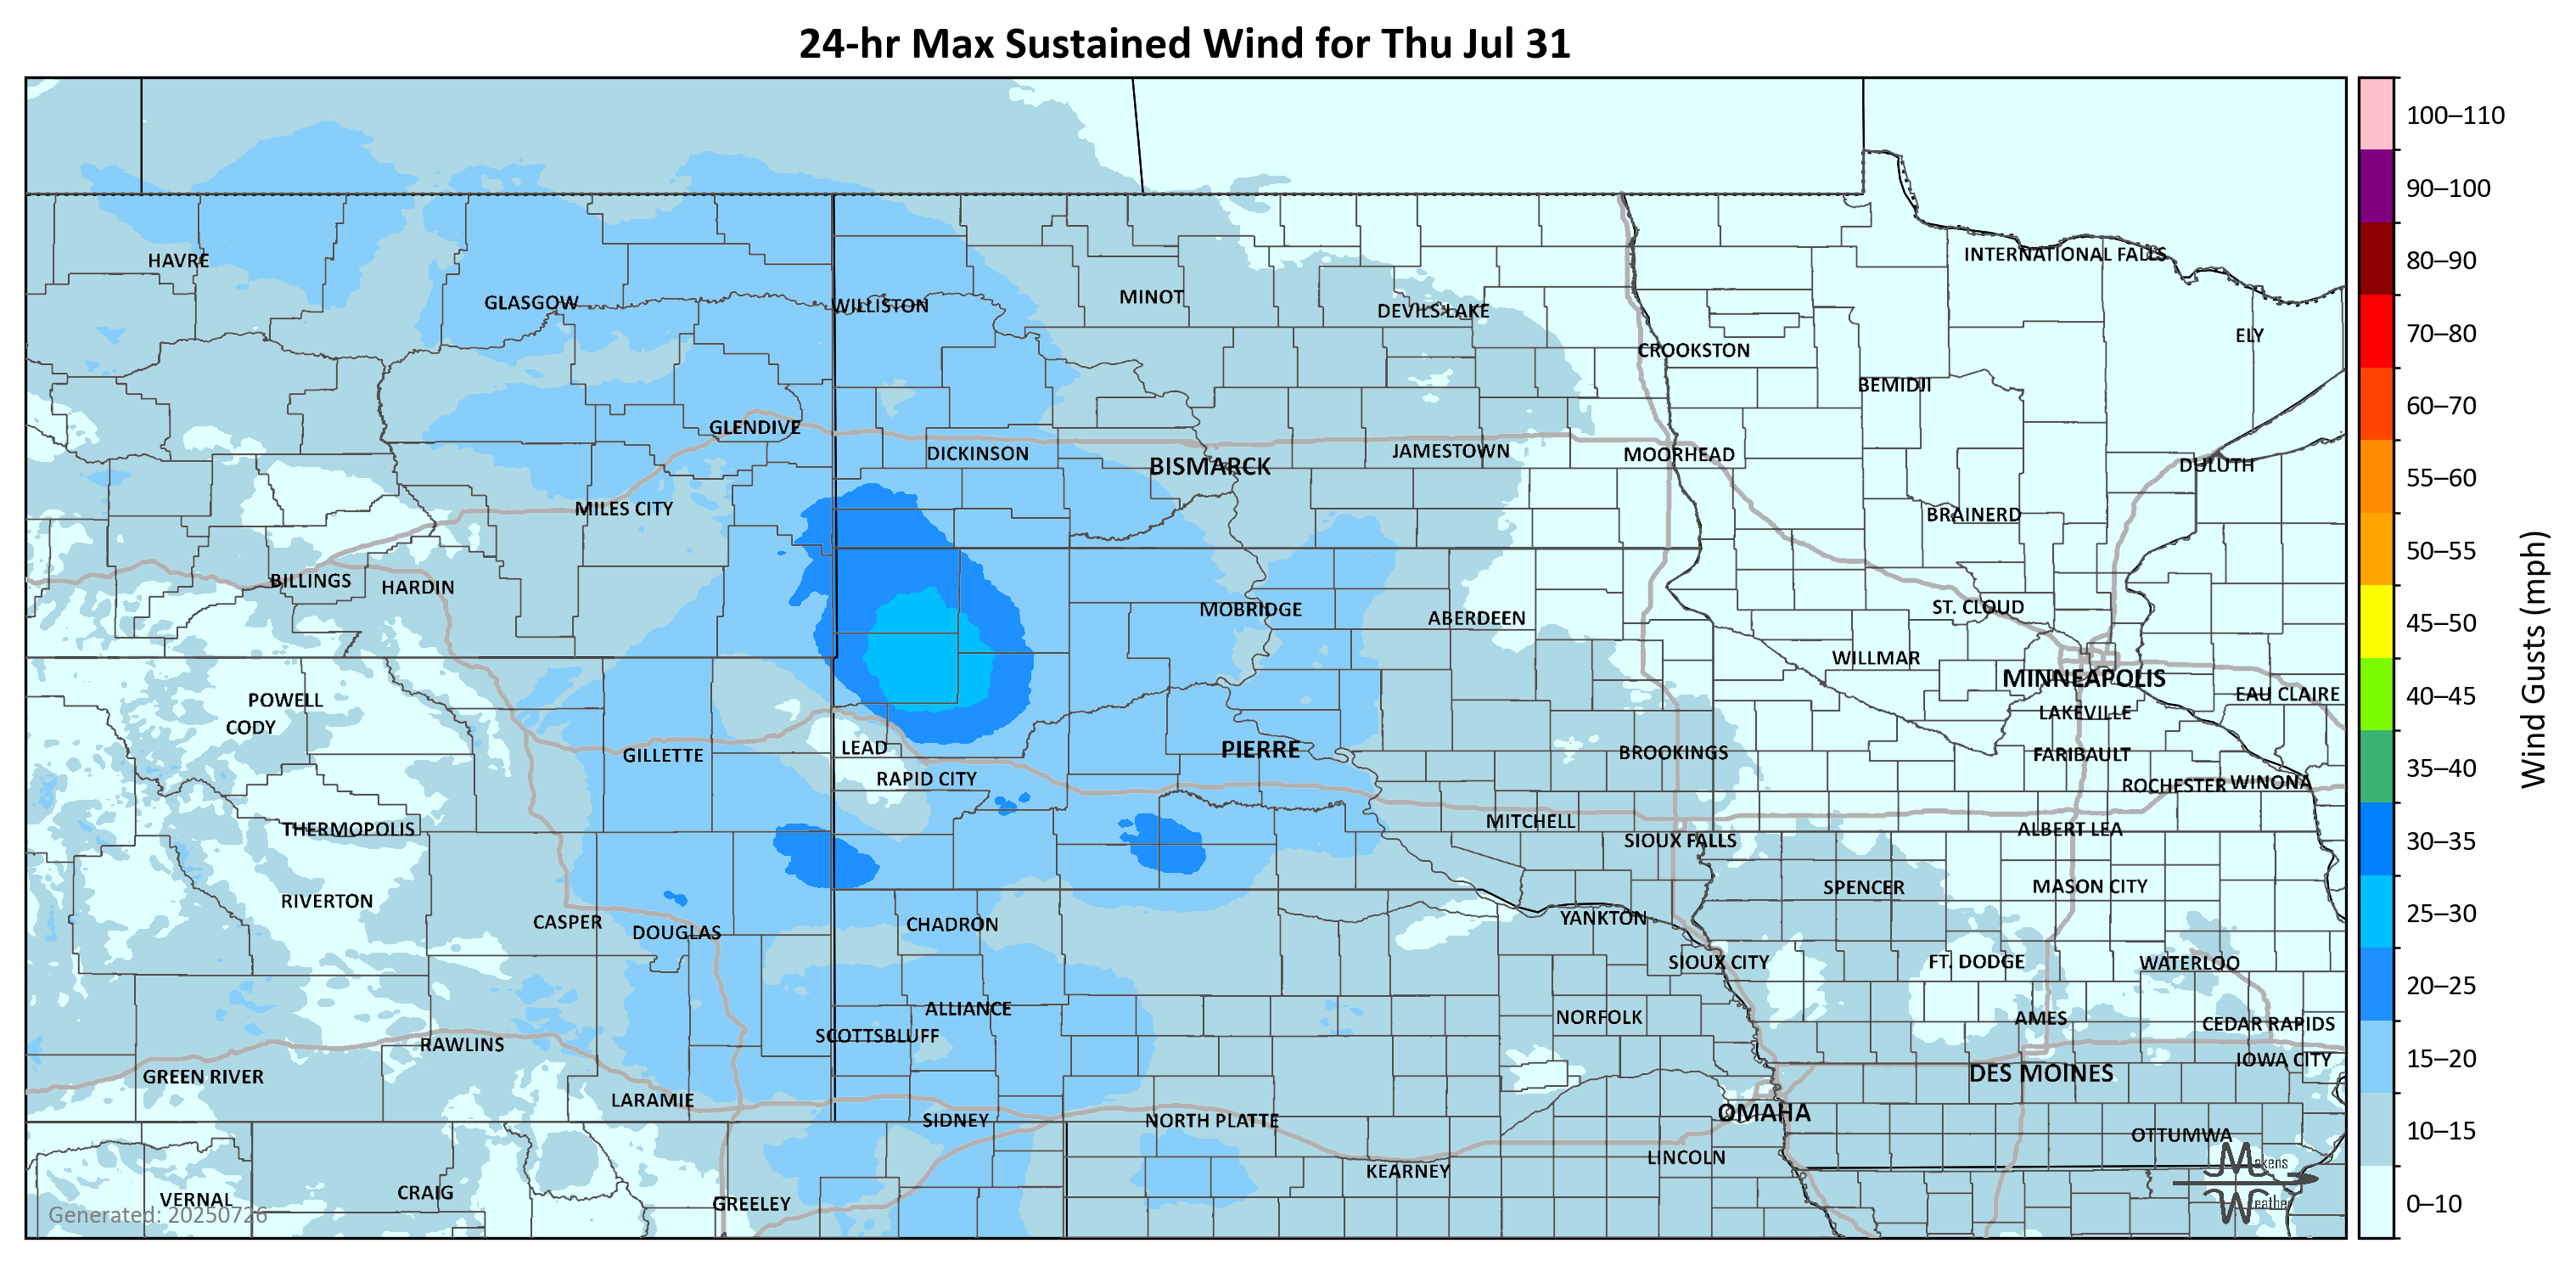 24-hr Max Sustained Wind for Thu Jul 31
100–110
90–100
80–90
70–80
60–70
55–60
50–55
45–50
40–45
35–40
30–35
25–30
20–25
15–20
10–15
0–10
Wind Gusts (mph)
HAVRE
GLASGOW
WILLISTON
MINOT
DEVILS LAKE
INTERNATIONAL FALLS
ELY
CROOKSTON
BEMIDJI
GLENDIVE
DICKINSON
BISMARCK
JAMESTOWN
MOORHEAD
DULUTH
MILES CITY
BRAINERD
BILLINGS
HARDIN
MOBRIDGE
ABERDEEN
ST. CLOUD
WILLMAR
MINNEAPOLIS
EAU CLAIRE
POWELL
CODY
LAKEVILLE
GILLETTE
LEAD
PIERRE
BROOKINGS
FARIBAULT
RAPID CITY
ROCHESTER
WINONA
THERMOPOLIS
MITCHELL
SIOUX FALLS
ALBERT LEA
RIVERTON
SPENCER
MASON CITY
CASPER
DOUGLAS
CHADRON
YANKTON
SIOUX CITY
FT. DODGE
WATERLOO
ALLIANCE
NORFOLK
AMES
CEDAR RAPIDS
SCOTTSBLUFF
RAWLINS
IOWA CITY
GREEN RIVER
DES MOINES
LARAMIE
SIDNEY
NORTH PLATTE
OMAHA
OTTUMWA
LINCOLN
KEARNEY
VERNAL
CRAIG
GREELEY
Makens
Weather
Generated: 20250726